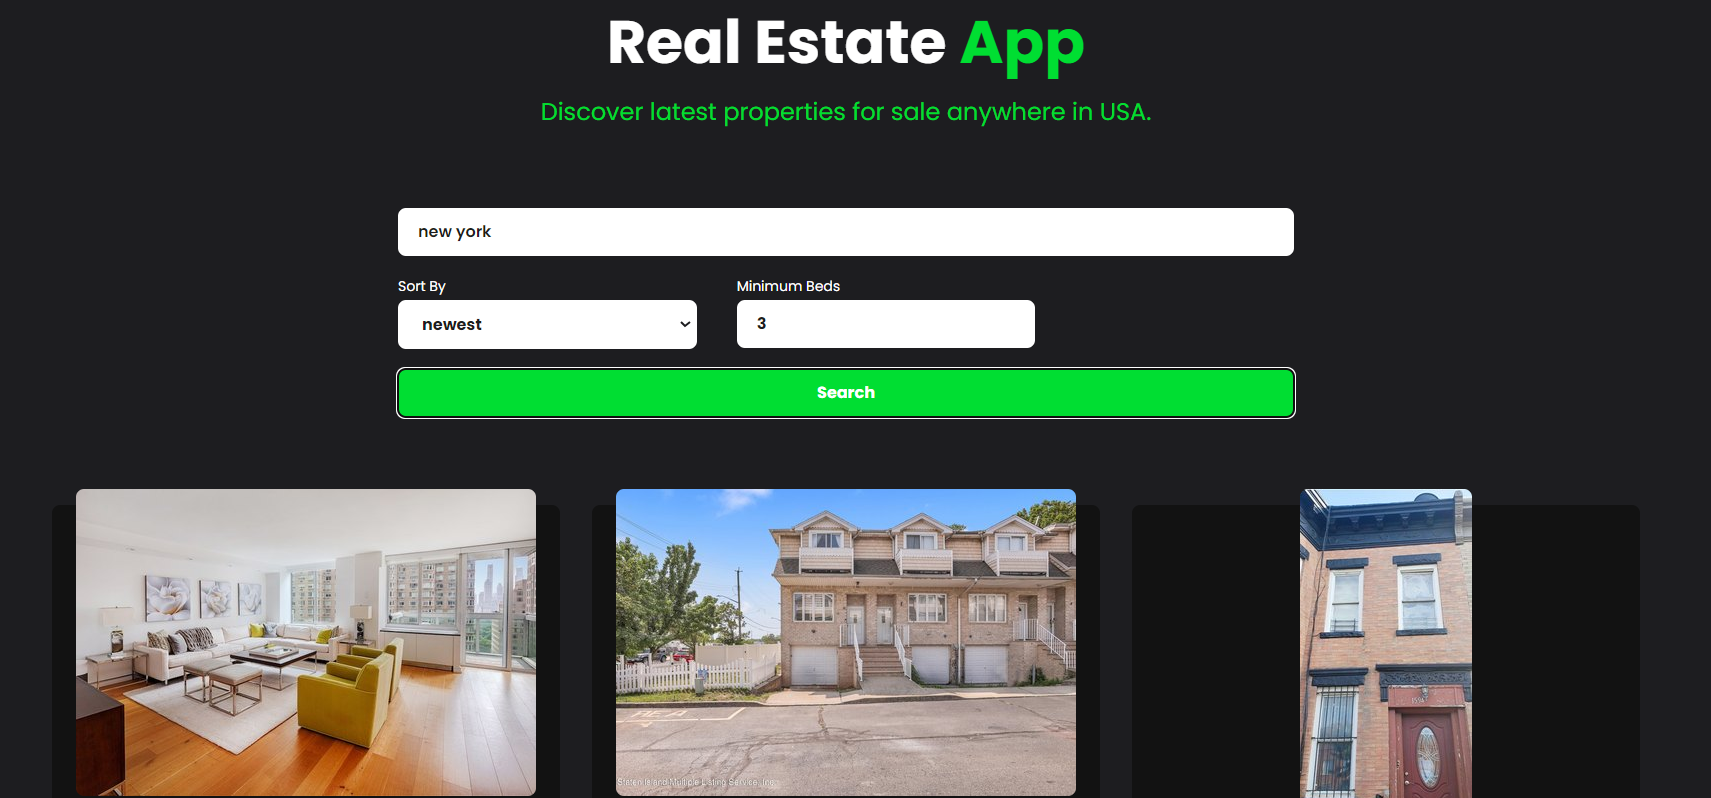 Real Estate App
Discover latest properties for sale anywhere in USA.
new york
Sort By
Minimum Beds
newest
3
Search
Staten Island Multiple Listing Service, Inc.